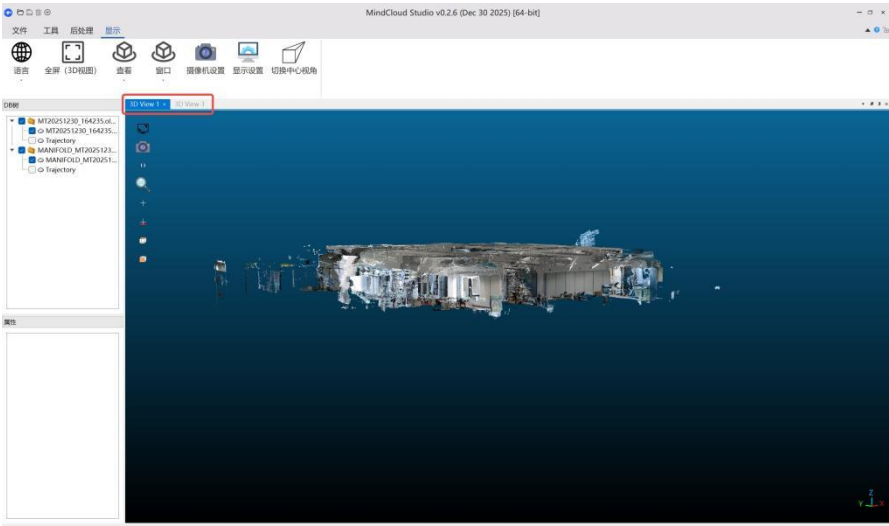 MindCloud Studio v0.2.6 (Dec 30 2025) [64-bit]
文件 工具 后处理 显示
语言 全屏 (3D视图) 查看 窗口 摄像机设置 显示设置 切换中心视角
DB树
3D View 1 × 3D View 3
MT20251230_164235.ol...
MT20251230_164235...
Trajectory
MANIFOLD_MT2025123...
MANIFOLD_MT20251...
Trajectory
属性
Z
Y X